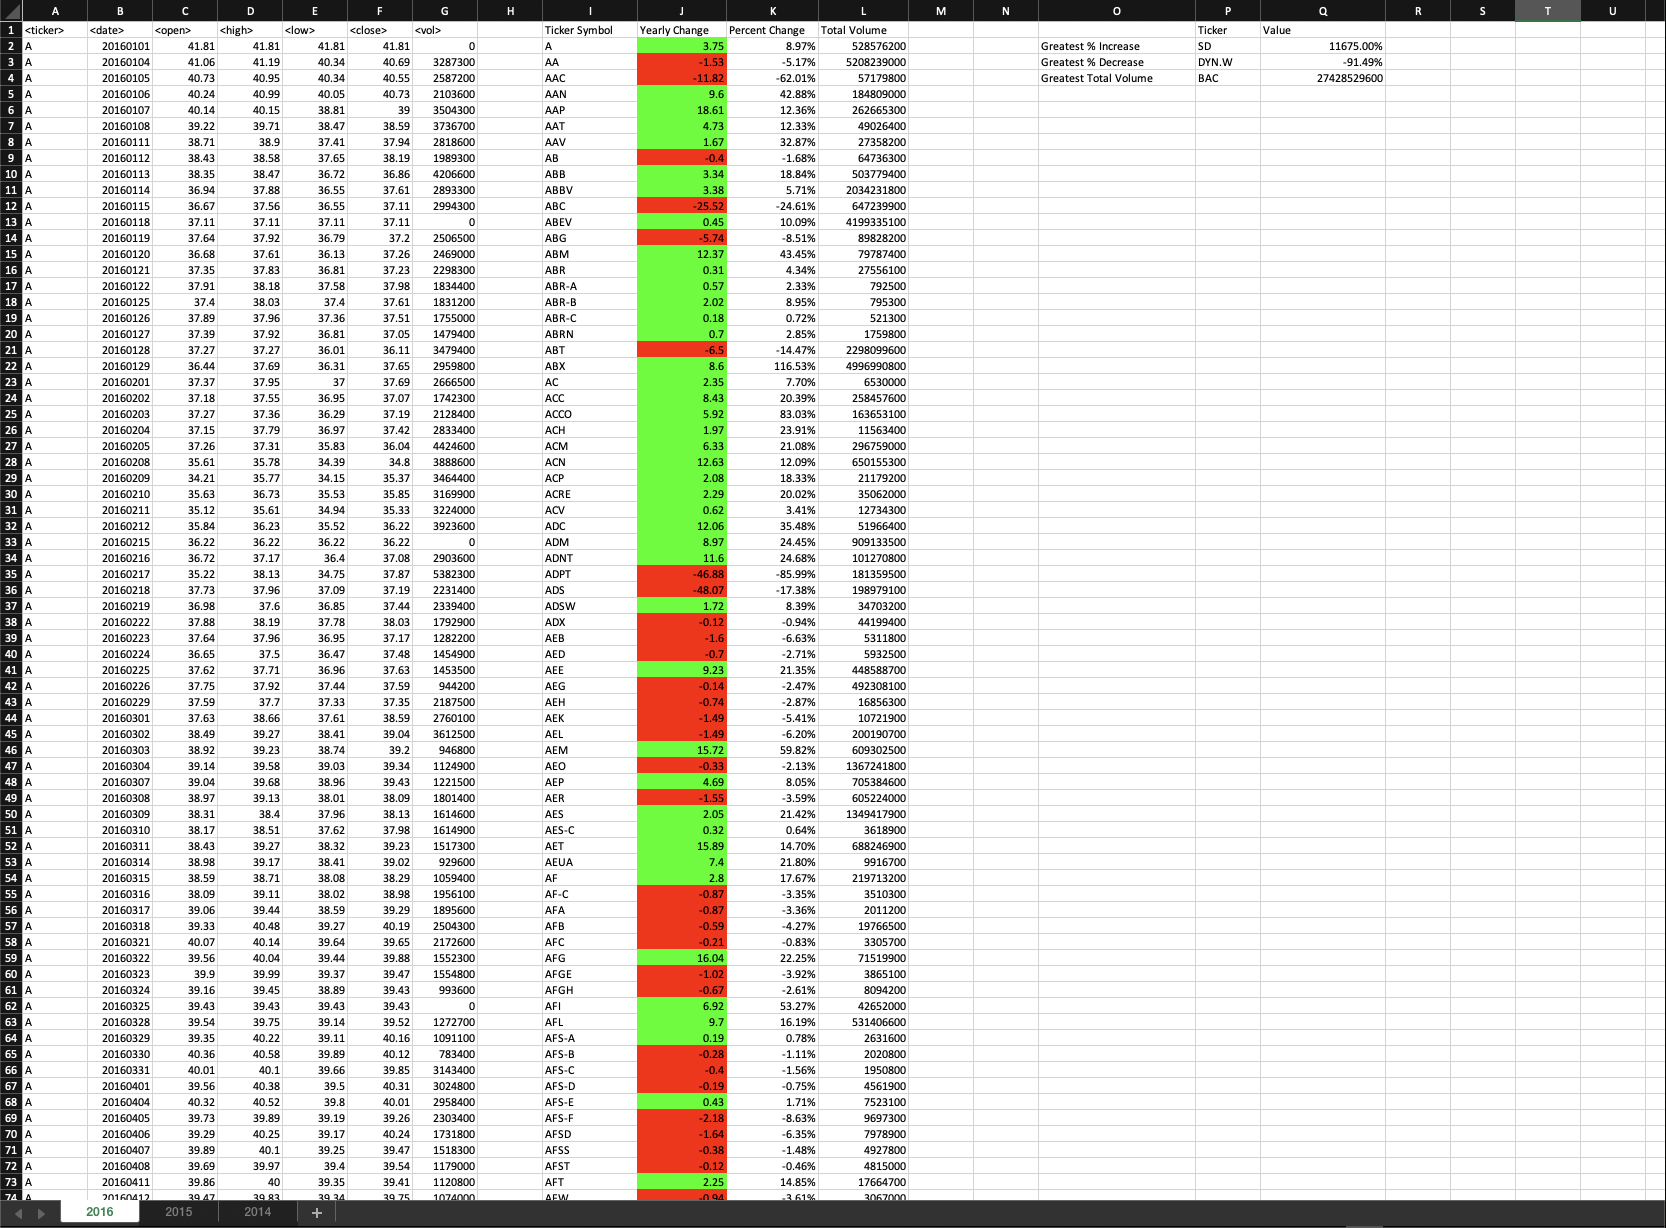 A B C D E F G H I J K L M N O P Q R S T U
1 <ticker> <date> <open> <high> <low> <close> <vol> Ticker Symbol Yearly Change Percent Change Total Volume Ticker Value
2 A 20160101 41.81 41.81 41.81 41.81 0 A 3.75 8.97% 528576200 Greatest % Increase SD 11675.00%
3 A 20160104 41.06 41.19 40.34 40.69 3287300 AA -1.53 -5.17% 5208239000 Greatest % Decrease DYN.W -91.49%
4 A 20160105 40.73 40.95 40.34 40.55 2587200 AAC -11.82 -62.01% 57179800 Greatest Total Volume BAC 27428529600
5 A 20160106 40.24 40.99 40.05 40.73 2103600 AAN 9.6 42.88% 184809000
6 A 20160107 40.14 40.15 38.81 39 3504300 AAP 18.61 12.36% 262665300
7 A 20160108 39.22 39.71 38.47 38.59 3736700 AAT 4.73 12.33% 49026400
8 A 20160111 38.71 38.9 37.41 37.94 2818600 AAV 1.67 32.87% 27358200
9 A 20160112 38.43 38.58 37.65 38.19 1989300 AB -0.4 -1.68% 64736300
10 A 20160113 38.35 38.47 36.72 36.86 4206600 ABB 3.34 18.84% 503779400
11 A 20160114 36.94 37.88 36.55 37.61 2893300 ABBV 3.38 5.71% 2034231800
12 A 20160115 36.67 37.56 36.55 37.11 2994300 ABC -25.52 -24.61% 647239900
13 A 20160118 37.11 37.11 37.11 37.11 0 ABEV 0.45 10.09% 4199335100
14 A 20160119 37.64 37.92 36.79 37.2 2506500 ABG -5.74 -8.51% 89828200
15 A 20160120 36.68 37.61 36.13 37.26 2469000 ABM 12.37 43.45% 79787400
16 A 20160121 37.35 37.83 36.81 37.23 2298300 ABR 0.31 4.34% 27556100
17 A 20160122 37.91 38.18 37.58 37.98 1834400 ABR-A 0.57 2.33% 792500
18 A 20160125 37.4 38.03 37.4 37.61 1831200 ABR-B 2.02 8.95% 795300
19 A 20160126 37.89 37.96 37.36 37.51 1755000 ABR-C 0.18 0.72% 521300
20 A 20160127 37.39 37.92 36.81 37.05 1479400 ABRN 0.7 2.85% 1759800
21 A 20160128 37.27 37.27 36.01 36.11 3479400 ABT -6.5 -14.47% 2298099600
22 A 20160129 36.44 37.69 36.31 37.65 2959800 ABX 8.6 116.53% 4996990800
23 A 20160201 37.37 37.95 37 37.69 2666500 AC 2.35 7.70% 6530000
24 A 20160202 37.18 37.55 36.95 37.07 1742300 ACC 8.43 20.39% 258457600
25 A 20160203 37.27 37.36 36.29 37.19 2128400 ACCO 5.92 83.03% 163653100
26 A 20160204 37.15 37.79 36.97 37.42 2833400 ACH 1.97 23.91% 11563400
27 A 20160205 37.26 37.31 35.83 36.04 4424600 ACM 6.33 21.08% 296759000
28 A 20160208 35.61 35.78 34.39 34.8 3888600 ACN 12.63 12.09% 650155300
29 A 20160209 34.21 35.77 34.15 35.37 3464400 ACP 2.08 18.33% 21179200
30 A 20160210 35.63 36.73 35.53 35.85 3169900 ACRE 2.29 20.02% 35062000
31 A 20160211 35.12 35.61 34.94 35.33 3224000 ACV 0.62 3.41% 12734300
32 A 20160212 35.84 36.23 35.52 36.22 3923600 ADC 12.06 35.48% 51966400
33 A 20160215 36.22 36.22 36.22 36.22 0 ADM 8.97 24.45% 909133500
34 A 20160216 36.72 37.17 36.4 37.08 2903600 ADNT 11.6 24.68% 101270800
35 A 20160217 35.22 38.13 34.75 37.87 5382300 ADPT -46.88 -85.99% 181359500
36 A 20160218 37.73 37.96 37.09 37.19 2231400 ADS -48.07 -17.38% 198979100
37 A 20160219 36.98 37.6 36.85 37.44 2339400 ADSW 1.72 8.39% 34703200
38 A 20160222 37.88 38.19 37.78 38.03 1792900 ADX -0.12 -0.94% 44199400
39 A 20160223 37.64 37.96 36.95 37.17 1282200 AEB -1.6 -6.63% 5311800
40 A 20160224 36.65 37.5 36.47 37.48 1454900 AED -0.7 -2.71% 5932500
41 A 20160225 37.62 37.71 36.96 37.63 1453500 AEE 9.23 21.35% 448588700
42 A 20160226 37.75 37.92 37.44 37.59 944200 AEG -0.14 -2.47% 492308100
43 A 20160229 37.59 37.7 37.33 37.35 2187500 AEH -0.74 -2.87% 16856300
44 A 20160301 37.63 38.66 37.61 38.59 2760100 AEK -1.49 -5.41% 10721900
45 A 20160302 38.49 39.27 38.41 39.04 3612500 AEL -1.49 -6.20% 200190700
46 A 20160303 38.92 39.23 38.74 39.2 946800 AEM 15.72 59.82% 609302500
47 A 20160304 39.14 39.58 39.03 39.34 1124900 AEO -0.33 -2.13% 1367241800
48 A 20160307 39.04 39.68 38.96 39.43 1221500 AEP 4.69 8.05% 705384600
49 A 20160308 38.97 39.13 38.01 38.09 1801400 AER -1.55 -3.59% 605224000
50 A 20160309 38.31 38.4 37.96 38.13 1614600 AES 2.05 21.42% 1349417900
51 A 20160310 38.17 38.51 37.62 37.98 1614900 AES-C 0.32 0.64% 3618900
52 A 20160311 38.43 39.27 38.32 39.23 1517300 AET 15.89 14.70% 688246900
53 A 20160314 38.98 39.17 38.41 39.02 929600 AEUA 7.4 21.80% 9916700
54 A 20160315 38.59 38.71 38.08 38.29 1059400 AF 2.8 17.67% 219713200
55 A 20160316 38.09 39.11 38.02 38.98 1956100 AF-C -0.87 -3.35% 3510300
56 A 20160317 39.06 39.44 38.59 39.29 1895600 AFA -0.87 -3.36% 2011200
57 A 20160318 39.33 40.48 39.27 40.19 2504300 AFB -0.59 -4.27% 19766500
58 A 20160321 40.07 40.14 39.64 39.65 2172600 AFC -0.21 -0.83% 3305700
59 A 20160322 39.56 40.04 39.44 39.88 1552300 AFG 16.04 22.25% 71519900
60 A 20160323 39.9 39.99 39.37 39.47 1554800 AFGE -1.02 -3.92% 3865100
61 A 20160324 39.16 39.45 38.89 39.43 993600 AFGH -0.67 -2.61% 8094200
62 A 20160325 39.43 39.43 39.43 39.43 0 AFI 6.92 53.27% 42652000
63 A 20160328 39.54 39.75 39.14 39.52 1272700 AFL 9.7 16.19% 531406600
64 A 20160329 39.35 40.22 39.11 40.16 1091100 AFS-A 0.19 0.78% 2631600
65 A 20160330 40.36 40.58 39.89 40.12 783400 AFS-B -0.28 -1.11% 2020800
66 A 20160331 40.01 40.1 39.66 39.85 3143400 AFS-C -0.4 -1.56% 1950800
67 A 20160401 39.56 40.38 39.5 40.31 3024800 AFS-D -0.19 -0.75% 4561900
68 A 20160404 40.32 40.52 39.8 40.01 2958400 AFS-E 0.43 1.71% 7523100
69 A 20160405 39.73 39.89 39.19 39.26 2303400 AFS-F -2.18 -8.63% 9697300
70 A 20160406 39.29 40.25 39.17 40.24 1731800 AFSD -1.64 -6.35% 7978900
71 A 20160407 39.89 40.1 39.25 39.47 1518300 AFSS -0.38 -1.48% 4927800
72 A 20160408 39.69 39.97 39.4 39.54 1179000 AFST -0.12 -0.46% 4815000
73 A 20160411 39.86 40 39.35 39.41 1120800 AFT 2.25 14.85% 17664700
74 A 20160412 39.47 39.83 39.34 39.75 1074000 AFW -0.94 -3.61% 3067000
2016 2015 2014 +